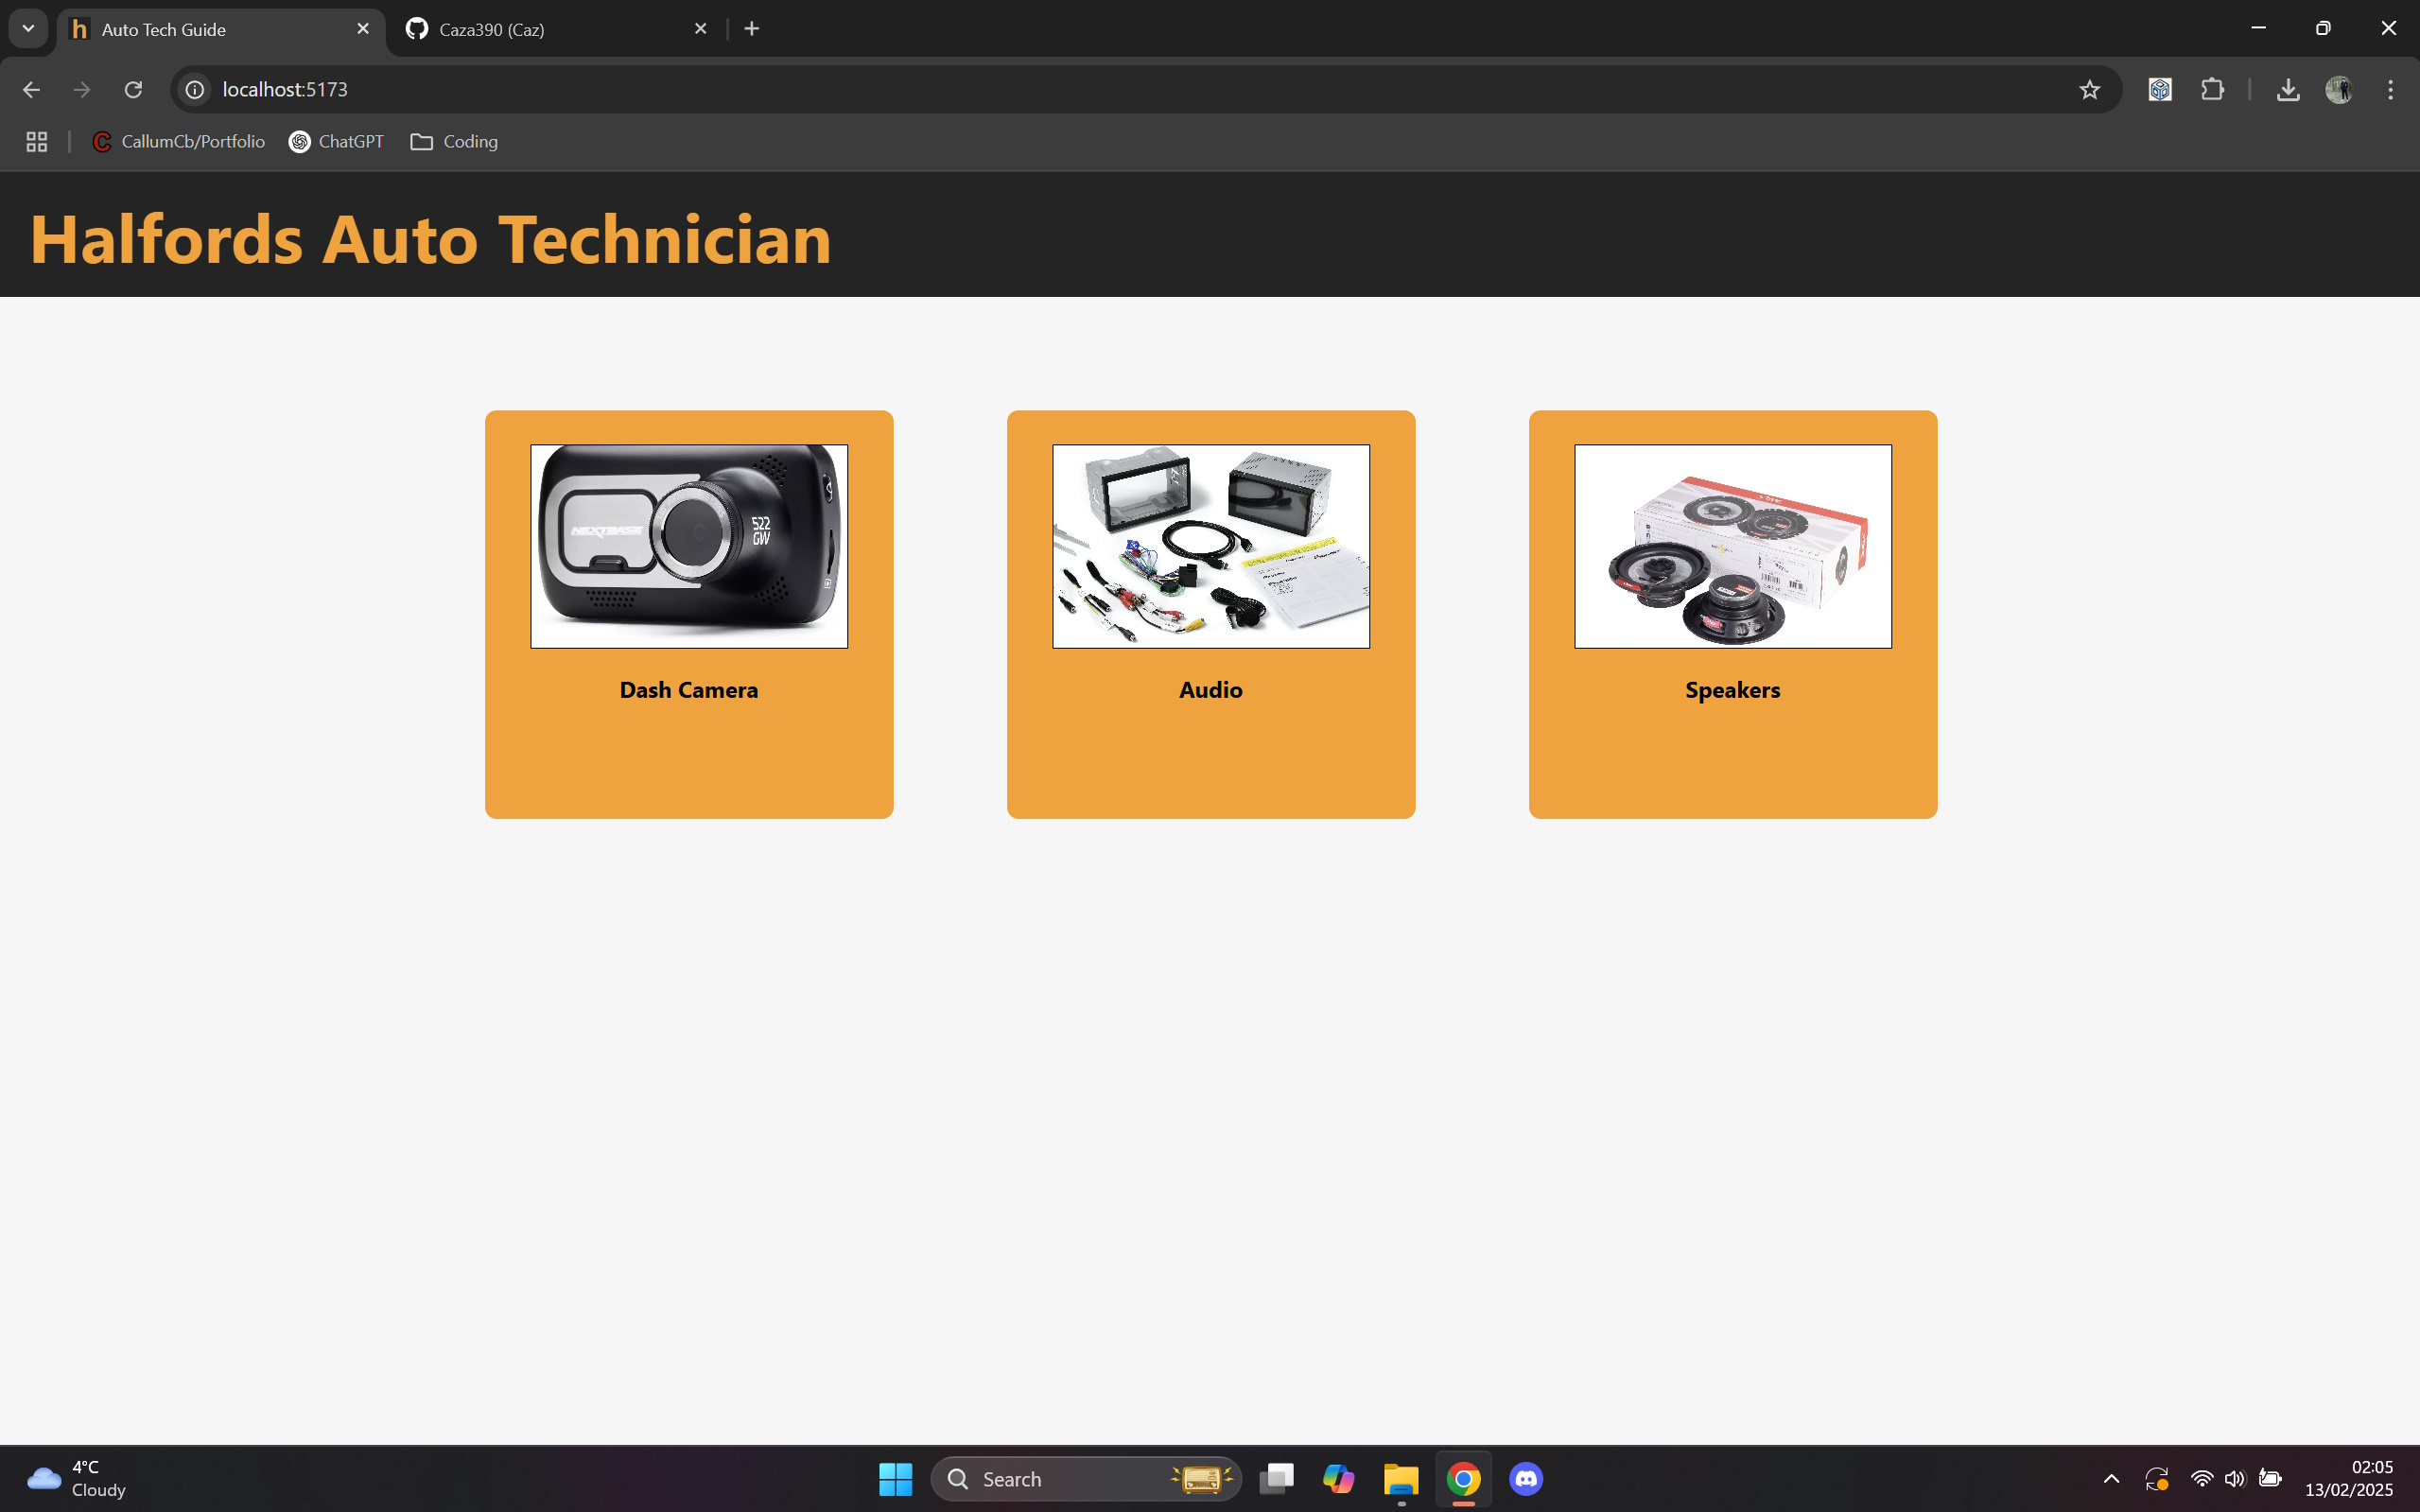 Auto Tech Guide
Caza390 (Caz)
localhost:5173
CallumCb/Portfolio
ChatGPT
Coding
Halfords Auto Technician
NEXTBASE
522
GW
Dash Camera
Audio
Speakers
4°C
Cloudy
Search
02:05
13/02/2025